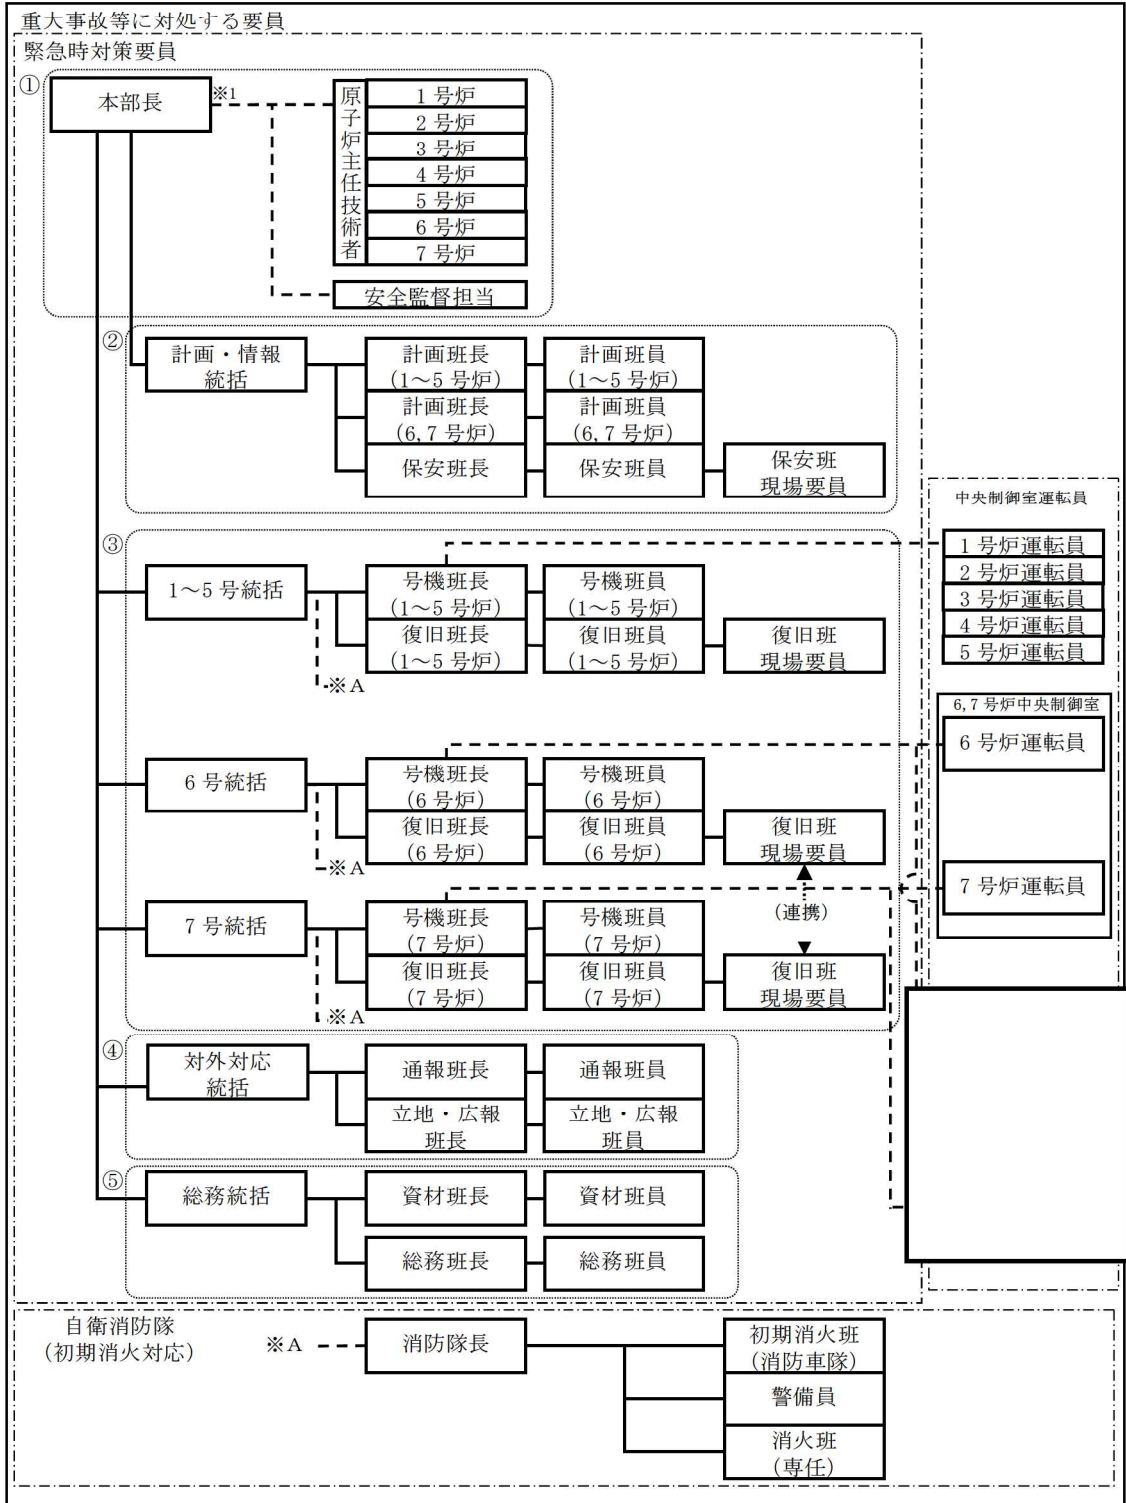 重大事故等に対処する要員
緊急時対策要員
①
本部長
※1
原子炉主任技術者
1号炉
2号炉
3号炉
4号炉
5号炉
6号炉
7号炉
安全監督担当
②
計画・情報
統括
計画班長
(1～5号炉)
計画班員
(1～5号炉)
計画班長
(6,7号炉)
計画班員
(6,7号炉)
保安班長
保安班員
保安班
現場要員
中央制御室運転員
1号炉運転員
2号炉運転員
3号炉運転員
4号炉運転員
5号炉運転員
③
1～5号統括
号機班長
(1～5号炉)
号機班員
(1～5号炉)
復旧班長
(1～5号炉)
復旧班員
(1～5号炉)
復旧班
現場要員
※A
6,7号炉中央制御室
6号炉運転員
6号統括
号機班長
(6号炉)
号機班員
(6号炉)
復旧班長
(6号炉)
復旧班員
(6号炉)
復旧班
現場要員
※A
(連携)
7号炉運転員
7号統括
号機班長
(7号炉)
号機班員
(7号炉)
復旧班長
(7号炉)
復旧班員
(7号炉)
復旧班
現場要員
※A
④
対外対応
統括
通報班長
通報班員
立地・広報
班長
立地・広報
班員
⑤
総務統括
資材班長
資材班員
総務班長
総務班員
自衛消防隊
(初期消火対応)
※A
消防隊長
初期消火班
(消防車隊)
警備員
消火班
(専任)